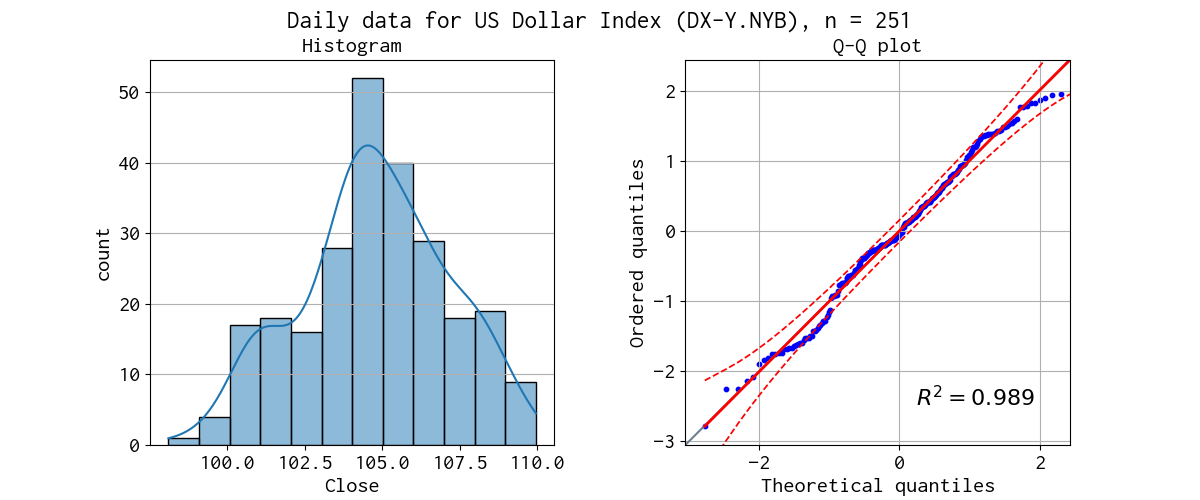 Daily data for US Dollar Index (DX-Y.NYB), n = 251
Histogram
count
50
40
30
20
10
0
100.0 102.5 105.0 107.5 110.0
Close
Q-Q plot
Ordered quantiles
2
1
0
−1
−2
−3
R² = 0.989
−2 0 2
Theoretical quantiles